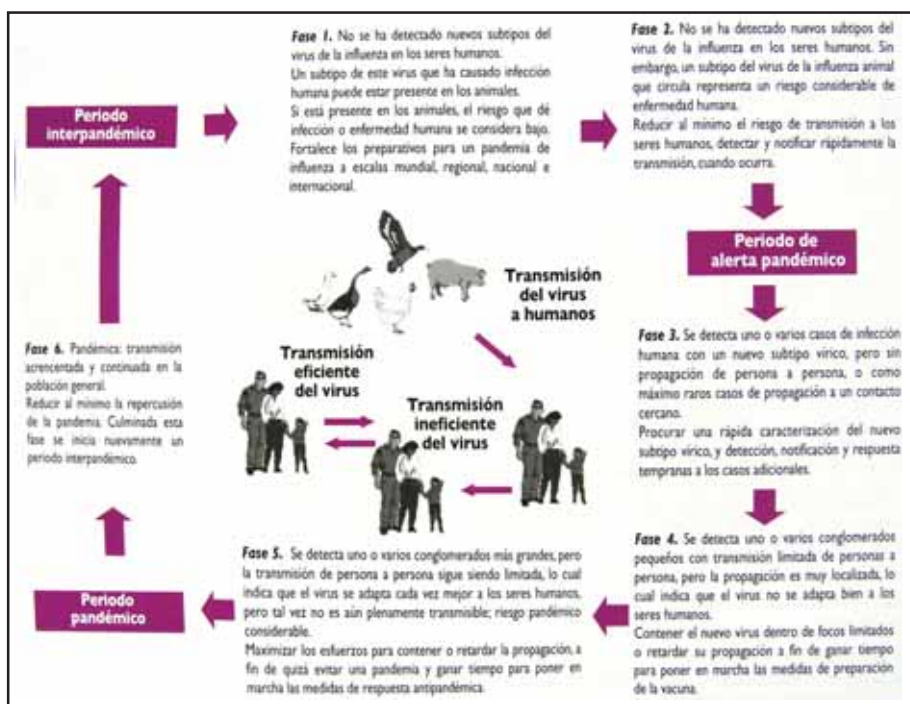 Fase 1. No se ha detectado nuevos subtipos del
virus de la influenza en los seres humanos.
Un subtipo de este virus que ha causado infección
humana puede estar presente en los animales.
Si está presente en los animales, el riesgo que dé
infección o enfermedad humana se considera bajo.
Fortalece los preparativos para un pandemia de
influenza a escalas mundial, regional, nacional e
internacional.
Fase 2. No se ha detectado nuevos subtipos del
virus de la influenza en los seres humanos. Sin
embargo, un subtipo del virus de la influenza animal
que circula representa un riesgo considerable de
enfermedad humana.
Reducir al mínimo el riesgo de transmisión a los
seres humanos, detectar y notificar rápidamente la
transmisión, cuando ocurra.
Periodo
interpandémico
Periodo de
alerta pandémico
Transmisión
del virus
a humanos
Transmisión
eficiente
del virus
Transmisión
ineficiente
del virus
Fase 3. Se detecta uno o varios casos de infección
humana con un nuevo subtipo vírico, pero sin
propagación de persona a persona, o como
máximo raros casos de propagación a un contacto
cercano.
Procurar una rápida caracterización del nuevo
subtipo vírico, y detección, notificación y respuesta
tempranas a los casos adicionales.
Fase 4. Se detecta uno o varios conglomerados
pequeños con transmisión limitada de personas a
persona, pero la propagación es muy localizada, lo
cual indica que el virus no se adapta bien a los
seres humanos.
Contener el nuevo virus dentro de focos limitados
o retardar su propagación a fin de ganar tiempo
para poner en marcha las medidas de preparación
de la vacuna.
Fase 5. Se detecta uno o varios conglomerados más grandes, pero
la transmisión de persona a persona sigue siendo limitada, lo cual
indica que el virus se adapta cada vez mejor a los seres humanos,
pero tal vez no es aún plenamente transmisible; riesgo pandémico
considerable.
Maximizar los esfuerzos para contener o retardar la propagación, a
fin de quizá evitar una pandemia y ganar tiempo para poner en
marcha las medidas de respuesta antipandémica.
Periodo
pandémico
Fase 6. Pandémica: transmisión
acrencentada y continuada en la
población general.
Reducir al mínimo la repercusión
de la pandemia. Culminada esta
fase se inicia nuevamente un
periodo interpandémico.